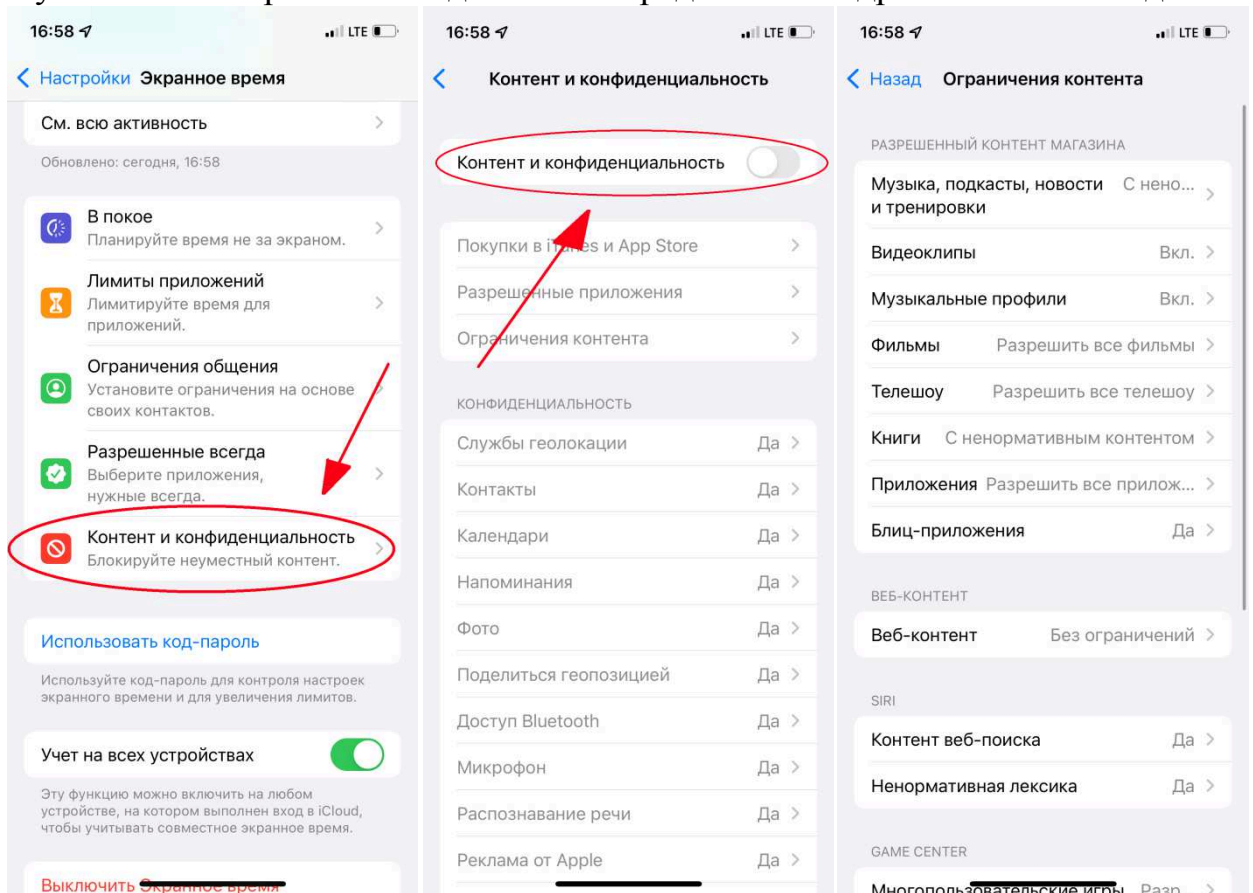 16:58
LTE
Настройки Экранное время
См. всю активность
Обновлено: сегодня, 16:58
В покое
Планируйте время не за экраном.
Лимиты приложений
Лимитируйте время для
приложений.
Ограничения общения
Установите ограничения на основе
своих контактов.
Разрешенные всегда
Выберите приложения,
нужные всегда.
Контент и конфиденциальность
Блокируйте неуместный контент.
Использовать код-пароль
Используйте код-пароль для контроля настроек
экранного времени и для увеличения лимитов.
Учет на всех устройствах
Эту функцию можно включить на любом
устройстве, на котором выполнен вход в iCloud,
чтобы учитывать совместное экранное время.
Выключить Экранное время
16:58
LTE
Контент и конфиденциальность
Контент и конфиденциальность
Покупки в iTunes и App Store
Разрешенные приложения
Ограничения контента
КОНФИДЕНЦИАЛЬНОСТЬ
Службы геолокации Да
Контакты Да
Календари Да
Напоминания Да
Фото Да
Поделиться геопозицией Да
Доступ Bluetooth Да
Микрофон Да
Распознавание речи Да
Реклама от Apple Да
16:58
LTE
Назад Ограничения контента
РАЗРЕШЕННЫЙ КОНТЕНТ МАГАЗИНА
Музыка, подкасты, новости С нено...
и тренировки
Видеоклипы Вкл.
Музыкальные профили Вкл.
Фильмы Разрешить все фильмы
Телешоу Разрешить все телешоу
Книги С ненормативным контентом
Приложения Разрешить все прилож...
Блиц-приложения Да
ВЕБ-КОНТЕНТ
Веб-контент Без ограничений
SIRI
Контент веб-поиска Да
Ненормативная лексика Да
GAME CENTER
Многопользовательские игры Разр...